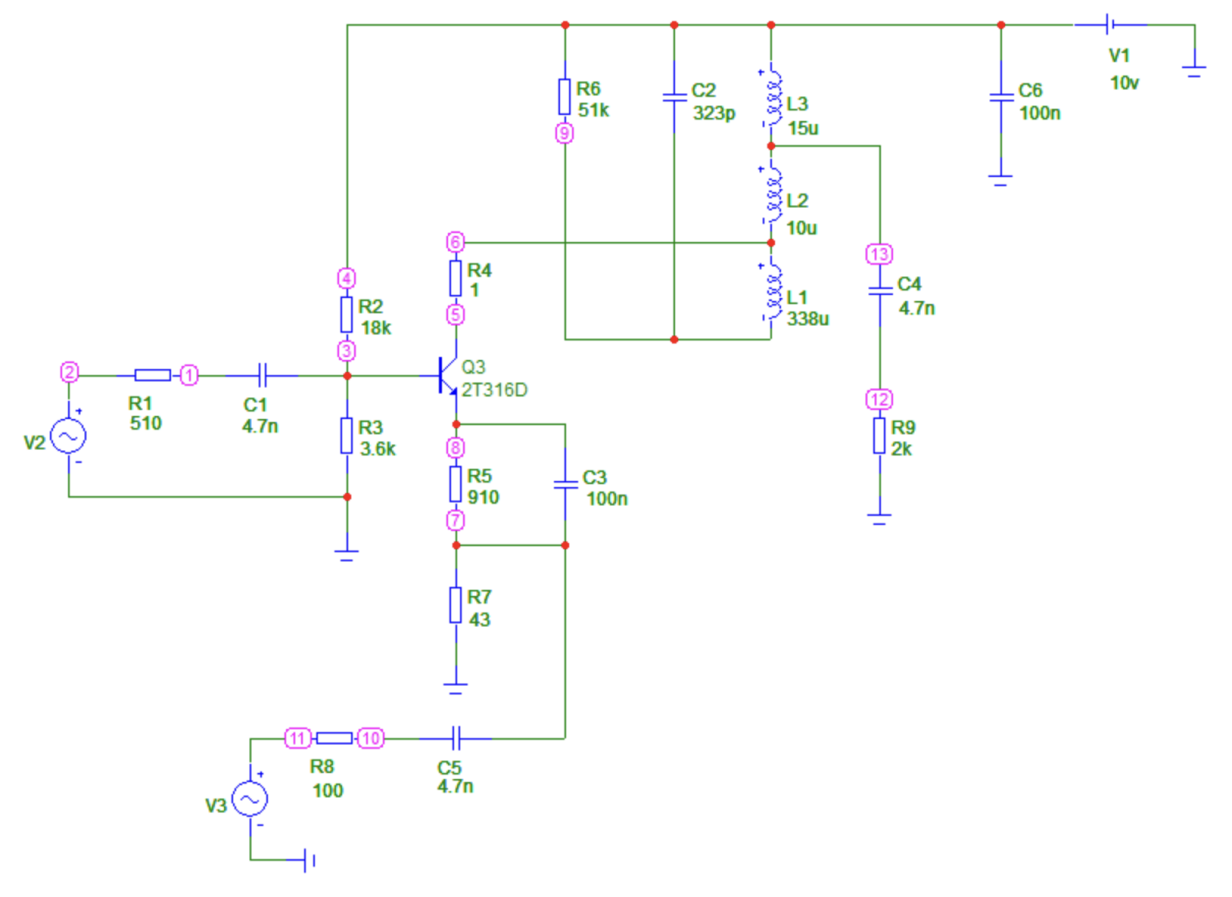 V1
10v
R6
51k
9
C2
323p
+
L3
15u
-
C6
100n
+
L2
10u
-
6
R4
1
5
+
L1
338u
-
13
C4
4.7n
4
R2
18k
3
2
1
R1
510
C1
4.7n
Q3
2T316D
12
R9
2k
V2
+
-
R3
3.6k
8
R5
910
7
C3
100n
R7
43
11
10
R8
100
C5
4.7n
V3
+
-